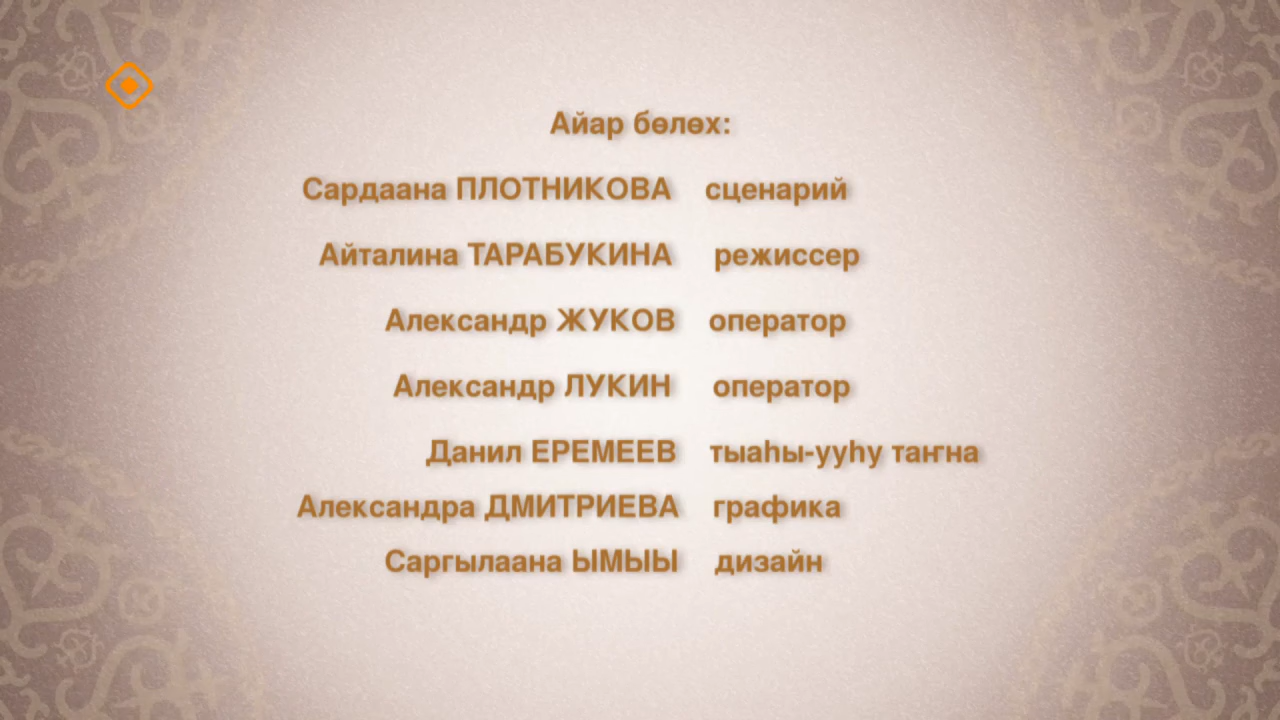 Айар бөлөх:
Сардаана ПЛОТНИКОВА сценарий
Айталина ТАРАБУКИНА режиссер
Александр ЖУКОВ оператор
Александр ЛУКИН оператор
Данил ЕРЕМЕЕВ тыаһы-ууһу таҥна
Александра ДМИТРИЕВА графика
Саргылаана ЫМЫЫ дизайн